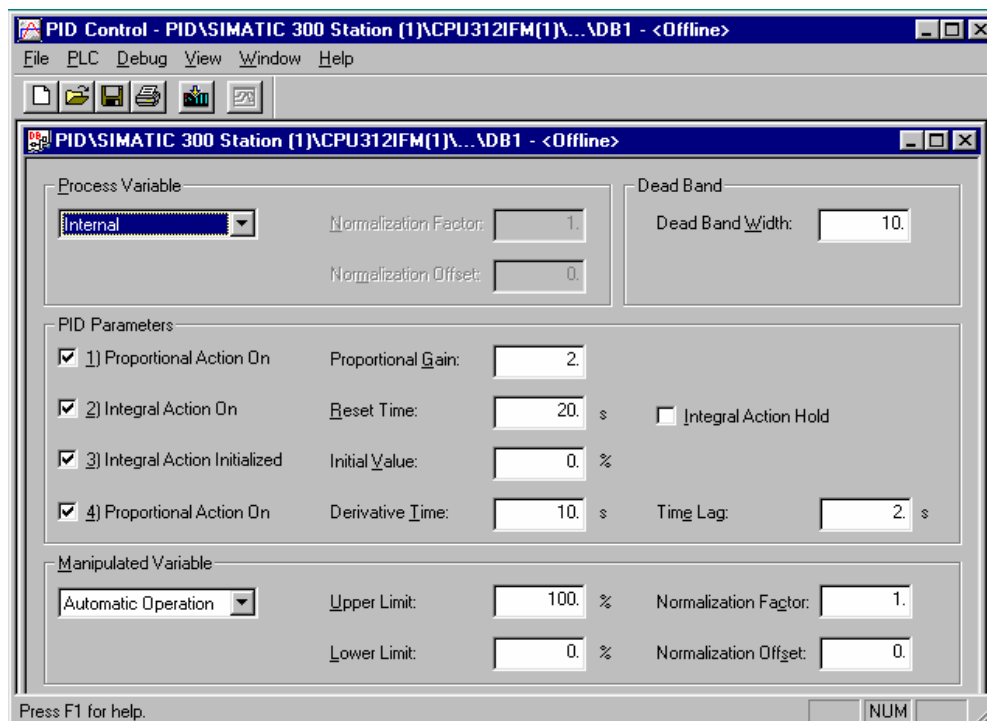 PID Control - PID\SIMATIC 300 Station (1)\CPU312IFM(1)\...\DB1 - <Offline>
File PLC Debug View Window Help
PID\SIMATIC 300 Station (1)\CPU312IFM(1)\...\DB1 - <Offline>
Process Variable
Dead Band
Internal
Normalization Factor: 1.
Dead Band Width: 10.
Normalization Offset: 0.
PID Parameters
1) Proportional Action On
Proportional Gain: 2.
2) Integral Action On
Reset Time: 20. s
Integral Action Hold
3) Integral Action Initialized
Initial Value: 0. %
4) Proportional Action On
Derivative Time: 10. s
Time Lag: 2. s
Manipulated Variable
Automatic Operation
Upper Limit: 100. %
Normalization Factor: 1.
Lower Limit: 0. %
Normalization Offset: 0.
Press F1 for help.
NUM